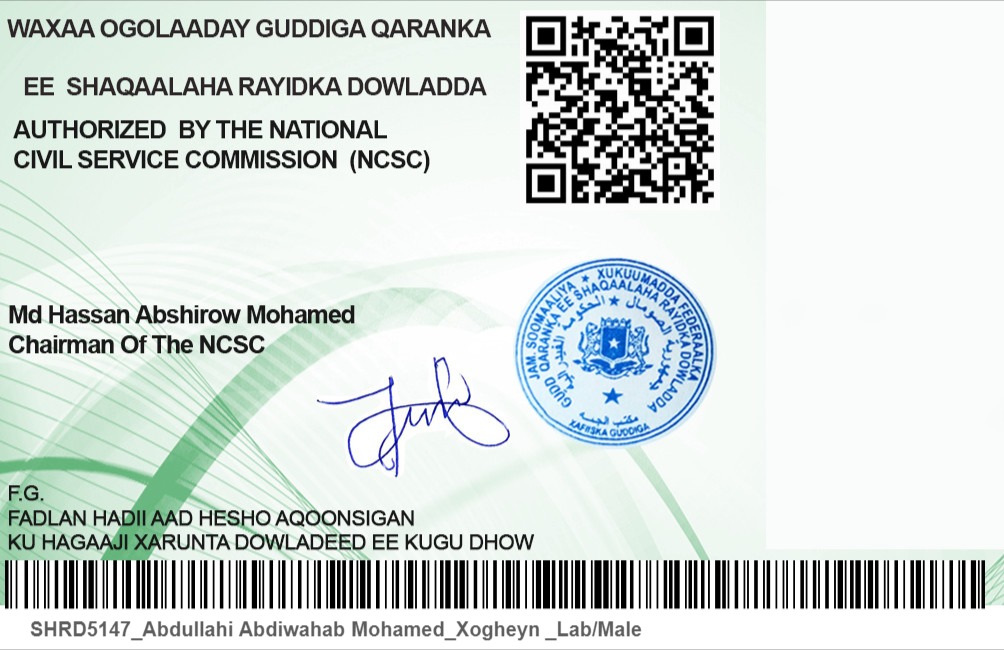 WAXAA OGOLAADAY GUDDIGA QARANKA
EE SHAQAALAHA RAYIDKA DOWLADDA
AUTHORIZED BY THE NATIONAL
CIVIL SERVICE COMMISSION (NCSC)
Md Hassan Abshirow Mohamed
Chairman Of The NCSC
JAM. SOOMAALIYA ★ XUKUUMADDA FEDERAALKA
GUDD QARANKA EE SHAQAALAHA RAYIDKA DOWLADDA
XAFIISKA GUDDIGA
F.G.
FADLAN HADII AAD HESHO AQOONSIGAN
KU HAGAAJI XARUNTA DOWLADEED EE KUGU DHOW
SHRD5147_Abdullahi Abdiwahab Mohamed_Xogheyn _Lab/Male